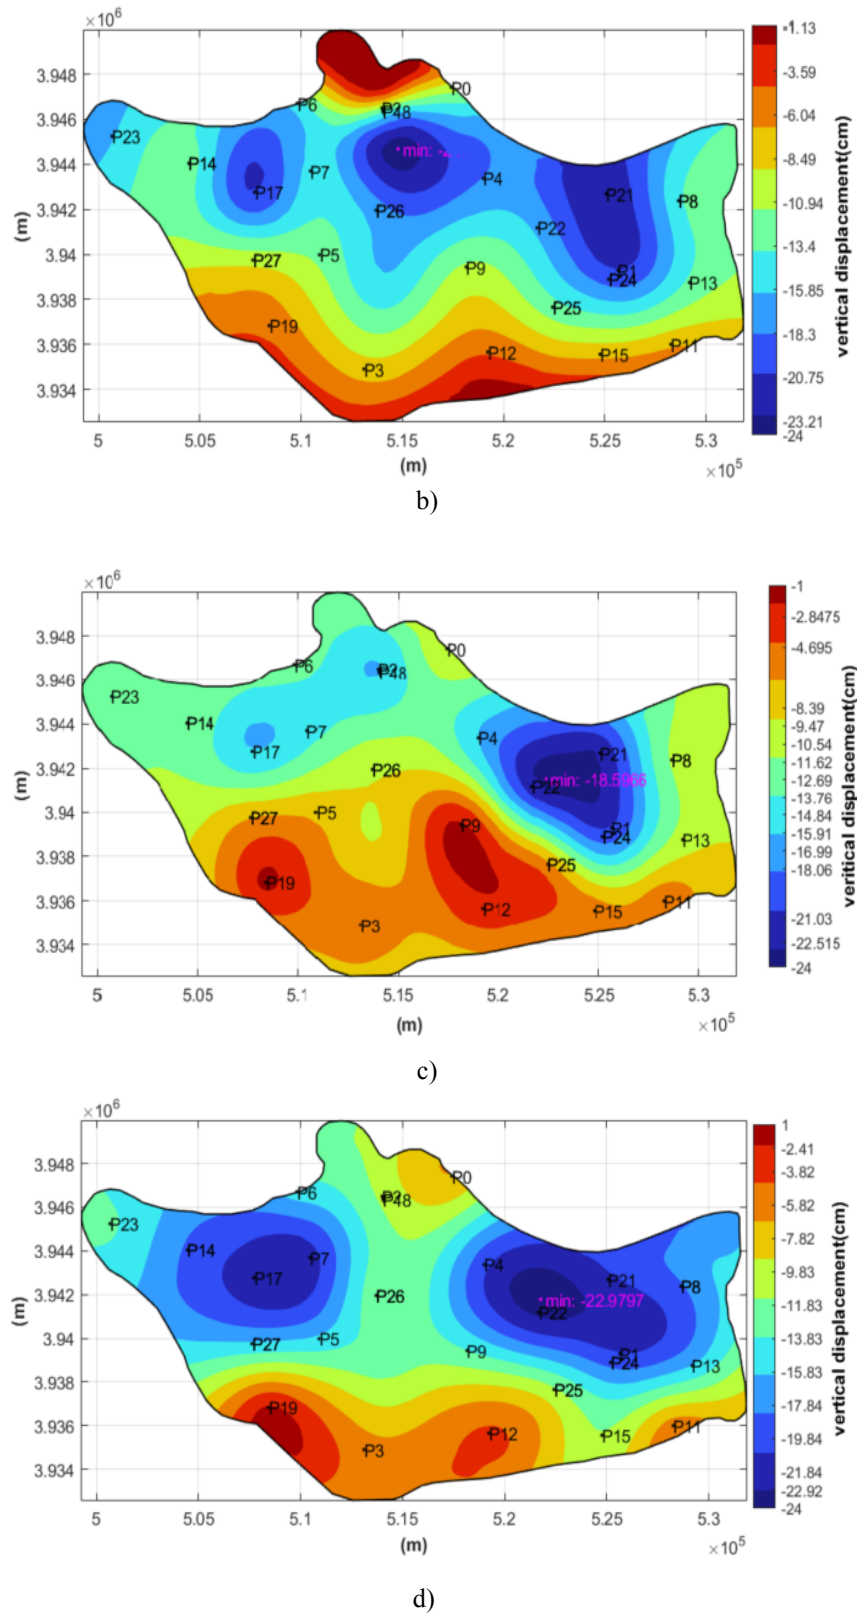 ×10⁶
3.948
3.946
3.944
3.942
3.94
3.938
3.936
3.934
(m)
P0
P6
P48
P23
P14
P17
P7
min: -2
P4
P26
P21
P8
P22
P27
P5
P9
P1
P24
P13
P25
P19
P3
P12
P15
P11
5
5.05
5.1
5.15
5.2
5.25
5.3
(m)
×10⁵
-1.13
-3.59
-6.04
-8.49
-10.94
-13.4
-15.85
-18.3
-20.75
-23.21
-24
vertical displacement(cm)
b)
×10⁶
3.948
3.946
3.944
3.942
3.94
3.938
3.936
3.934
(m)
P0
P6
P48
P23
P14
P17
P7
P4
P26
P21
P8
min: -18.5966
P22
P27
P5
P9
P1
P24
P13
P25
P19
P3
P12
P15
P11
5
5.05
5.1
5.15
5.2
5.25
5.3
(m)
×10⁵
-1
-2.8475
-4.695
-8.39
-9.47
-10.54
-11.62
-12.69
-13.76
-14.84
-15.91
-16.99
-18.06
-21.03
-22.515
-24
veritical displacement(cm)
c)
×10⁶
3.948
3.946
3.944
3.942
3.94
3.938
3.936
3.934
(m)
P0
P6
P48
P23
P14
P17
P7
P4
P26
P21
P8
min: -22.9797
P22
P27
P5
P9
P1
P24
P13
P25
P19
P3
P12
P15
P11
5
5.05
5.1
5.15
5.2
5.25
5.3
(m)
×10⁵
1
-2.41
-3.82
-5.82
-7.82
-9.83
-11.83
-13.83
-15.83
-17.84
-19.84
-21.84
-22.92
-24
vertical displacement(cm)
d)